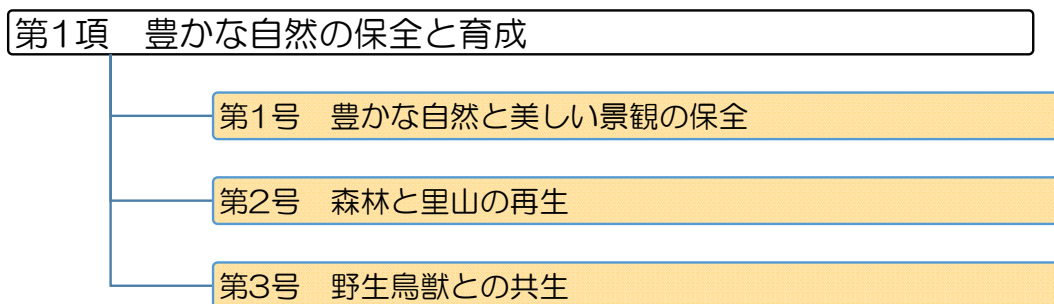 第1項　豊かな自然の保全と育成
第1号　豊かな自然と美しい景観の保全
第2号　森林と里山の再生
第3号　野生鳥獣との共生